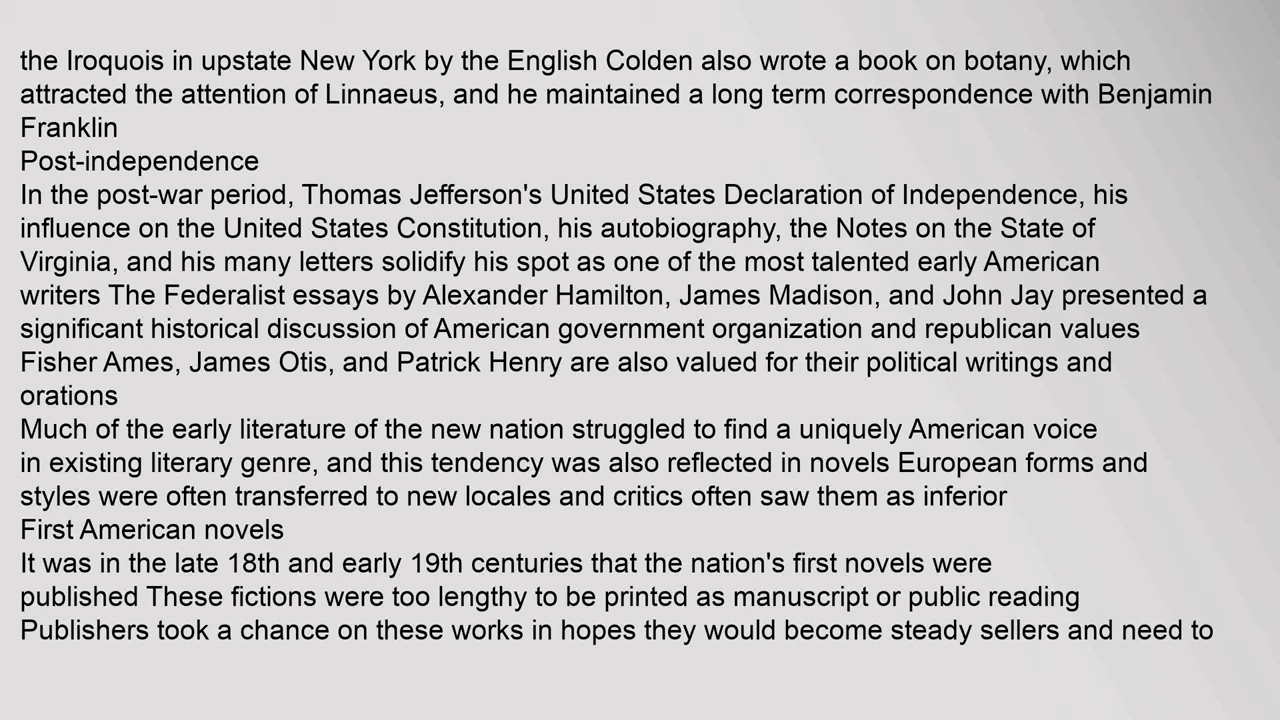 the Iroquois in upstate New York by the English Colden also wrote a book on botany, which
attracted the attention of Linnaeus, and he maintained a long term correspondence with Benjamin
Franklin
Post-independence
In the post-war period, Thomas Jefferson's United States Declaration of Independence, his
influence on the United States Constitution, his autobiography, the Notes on the State of
Virginia, and his many letters solidify his spot as one of the most talented early American
writers The Federalist essays by Alexander Hamilton, James Madison, and John Jay presented a
significant historical discussion of American government organization and republican values
Fisher Ames, James Otis, and Patrick Henry are also valued for their political writings and
orations
Much of the early literature of the new nation struggled to find a uniquely American voice
in existing literary genre, and this tendency was also reflected in novels European forms and
styles were often transferred to new locales and critics often saw them as inferior
First American novels
It was in the late 18th and early 19th centuries that the nation's first novels were
published These fictions were too lengthy to be printed as manuscript or public reading
Publishers took a chance on these works in hopes they would become steady sellers and need to